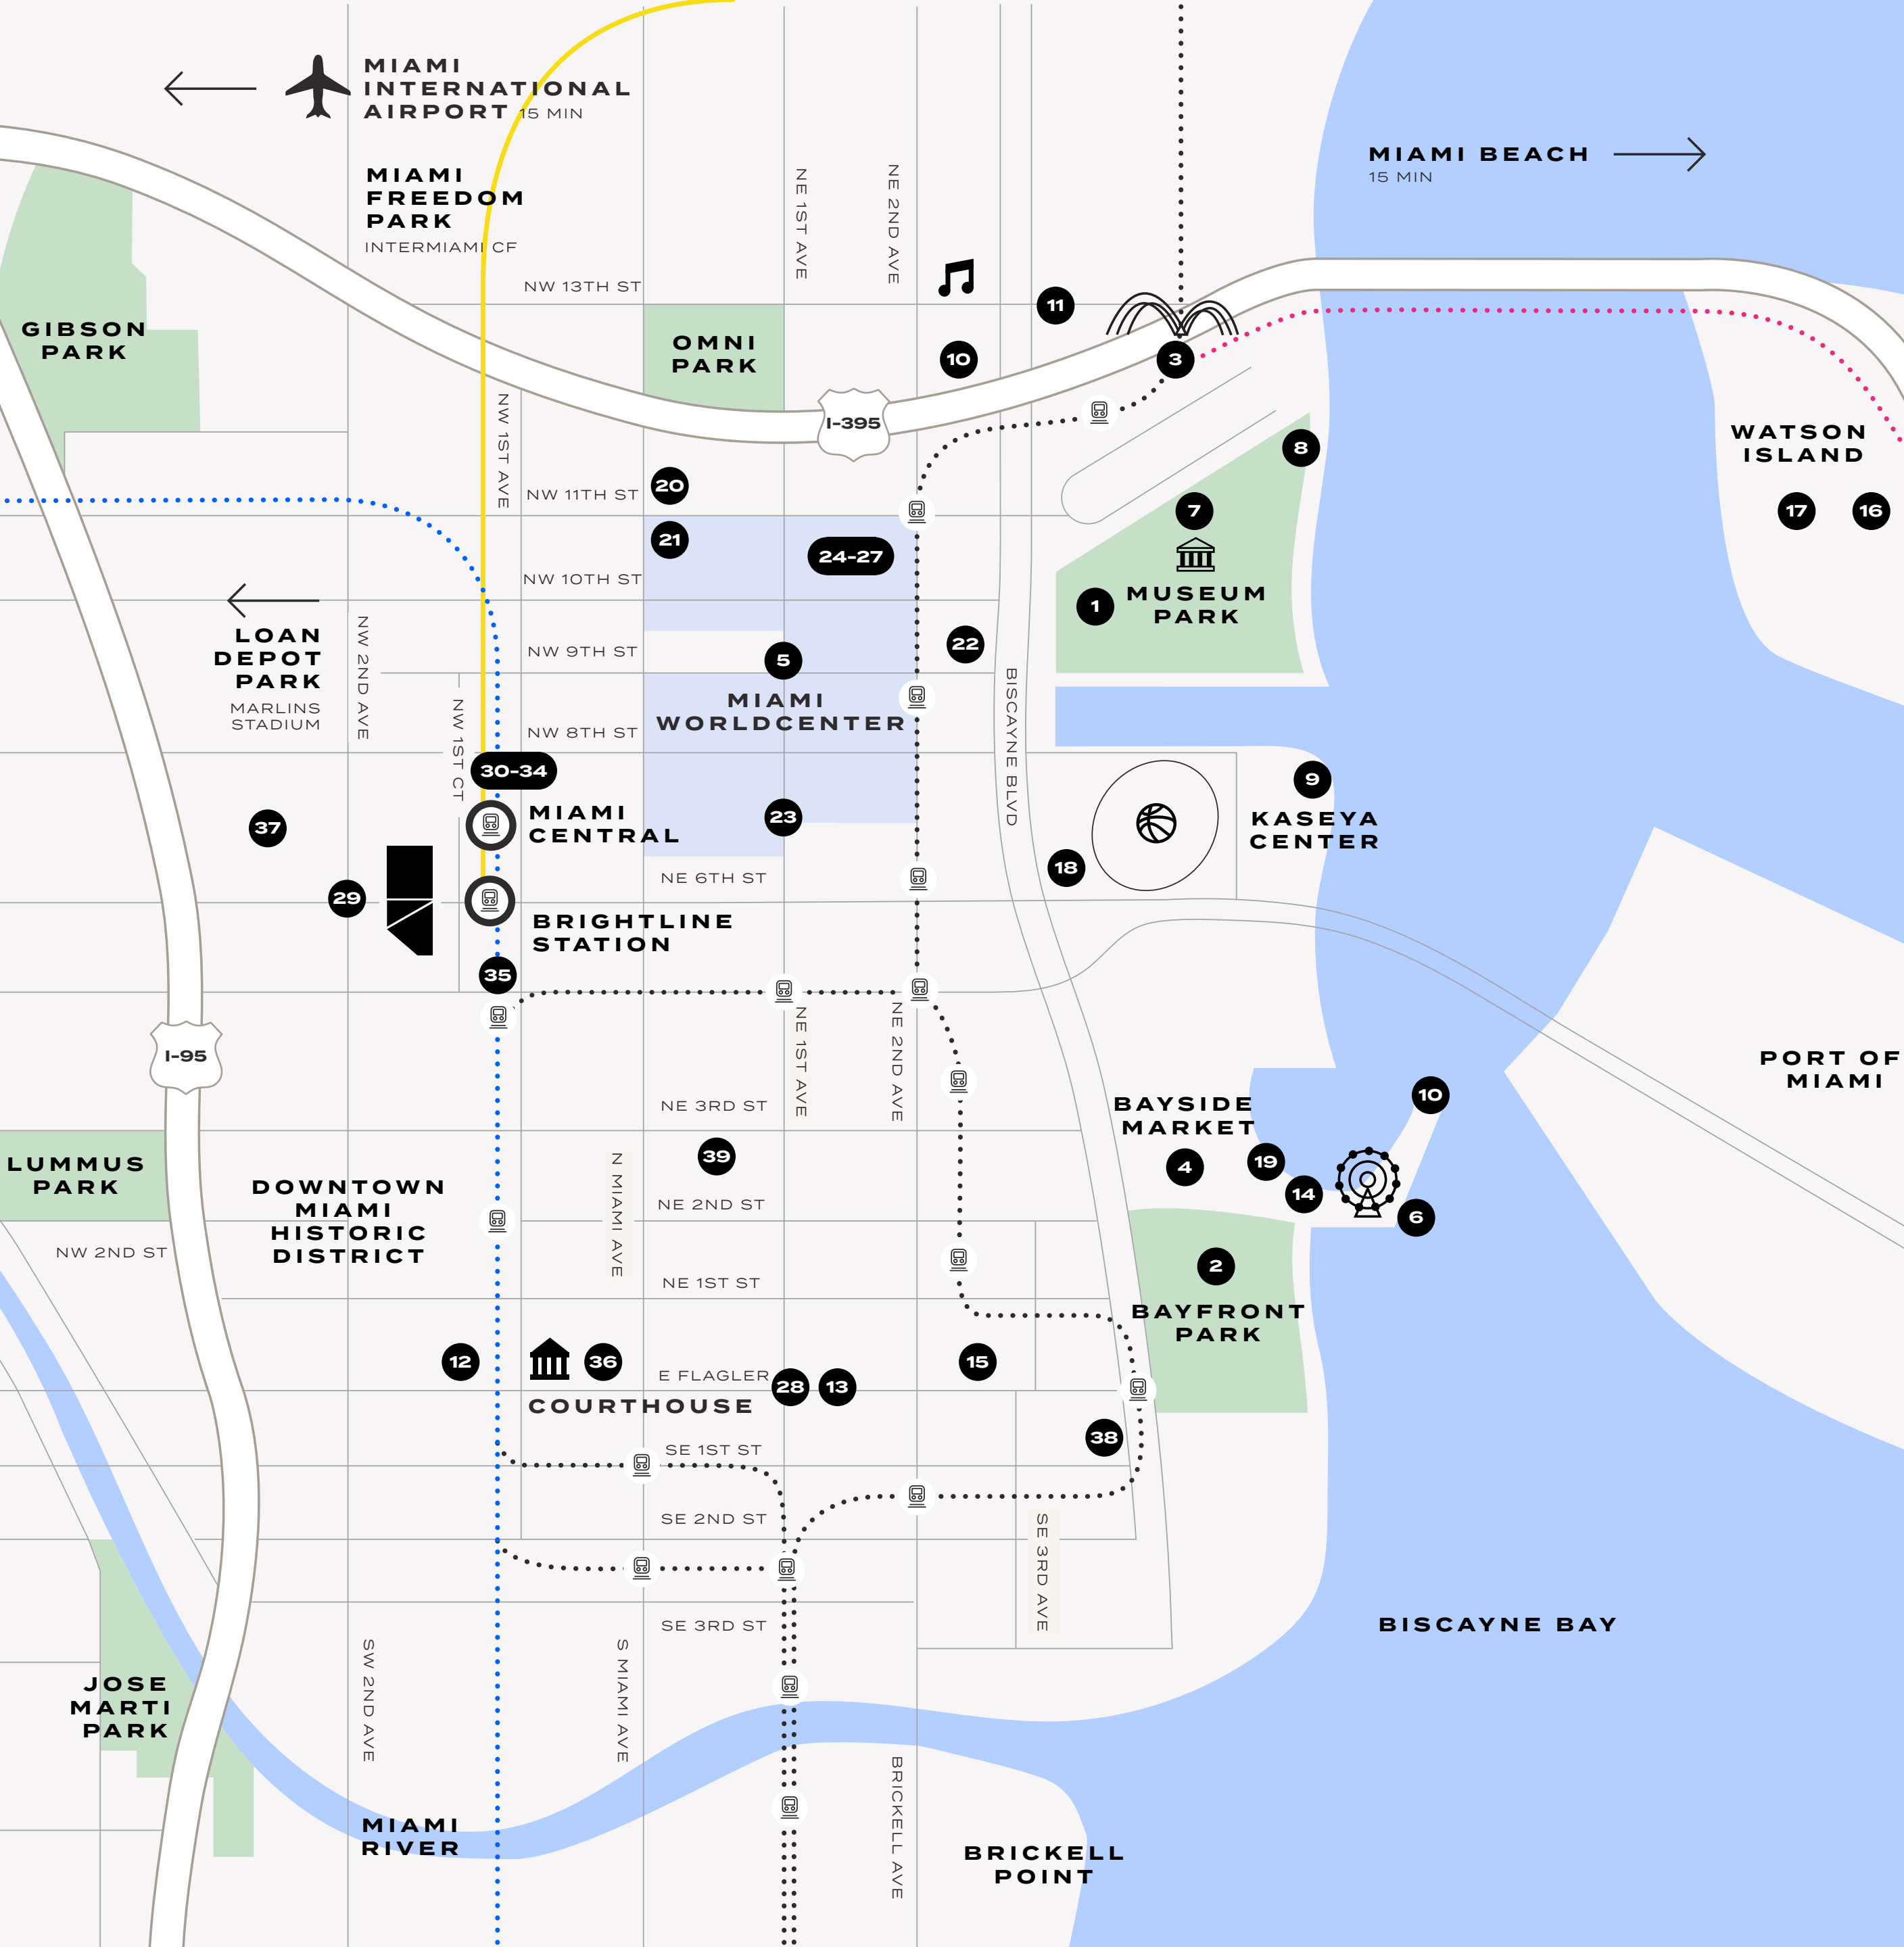 MIAMI
INTERNATIONAL
AIRPORT 15 MIN
MIAMI BEACH
15 MIN
MIAMI
FREEDOM
PARK
INTERMIAMI CF
NE 1ST AVE
NE 2ND AVE
NW 13TH ST
11
GIBSON
PARK
OMNI
PARK
10
3
I-395
NW 1ST AVE
WATSON
ISLAND
8
20
NW 11TH ST
7
17
16
21
24-27
NW 10TH ST
1
MUSEUM
PARK
LOAN
DEPOT
PARK
MARLINS
STADIUM
NW 2ND AVE
NW 9TH ST
5
22
MIAMI
WORLDCENTER
BISCAYNE BLVD
NW 1ST CT
NW 8TH ST
30-34
9
MIAMI
CENTRAL
KASEYA
CENTER
37
23
18
NE 6TH ST
29
BRIGHTLINE
STATION
35
NE 1ST AVE
NE 2ND AVE
I-95
PORT OF
MIAMI
NE 3RD ST
BAYSIDE
MARKET
10
39
4
19
14
6
LUMMUS
PARK
DOWNTOWN
MIAMI
HISTORIC
DISTRICT
N MIAMI AVE
NE 2ND ST
NW 2ND ST
2
NE 1ST ST
BAYFRONT
PARK
12
36
15
E FLAGLER
28
13
COURTHOUSE
38
SE 1ST ST
SE 2ND ST
SE 3RD AVE
SE 3RD ST
BISCAYNE BAY
JOSE
MARTI
PARK
SW 2ND AVE
S MIAMI AVE
BRICKELL AVE
MIAMI
RIVER
BRICKELL
POINT